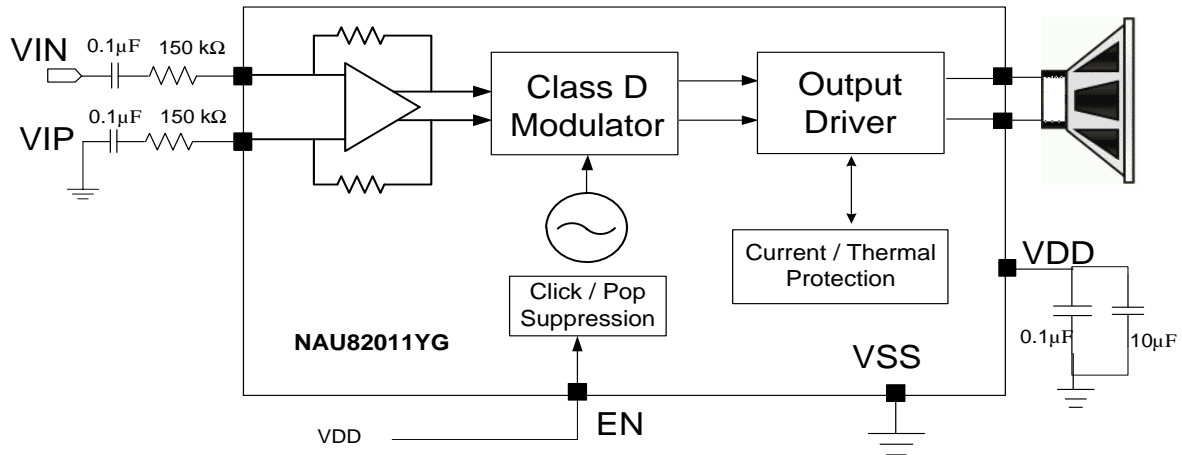 VIN
0.1µF
150 kΩ
VIP
0.1µF
150 kΩ
Class D
Modulator
Output
Driver
Current / Thermal
Protection
VDD
Click / Pop
Suppression
0.1µF
10µF
NAU82011YG
VSS
EN
VDD